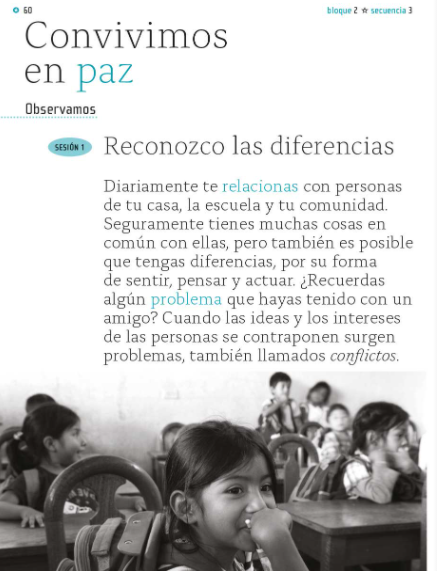 60
bloque 2 ☆ secuencia 3
Convivimos
en paz
Observamos
SESIÓN 1
Reconozco las diferencias
Diariamente te relacionas con personas
de tu casa, la escuela y tu comunidad.
Seguramente tienes muchas cosas en
común con ellas, pero también es posible
que tengas diferencias, por su forma
de sentir, pensar y actuar. ¿Recuerdas
algún problema que hayas tenido con un
amigo? Cuando las ideas y los intereses
de las personas se contraponen surgen
problemas, también llamados conflictos.